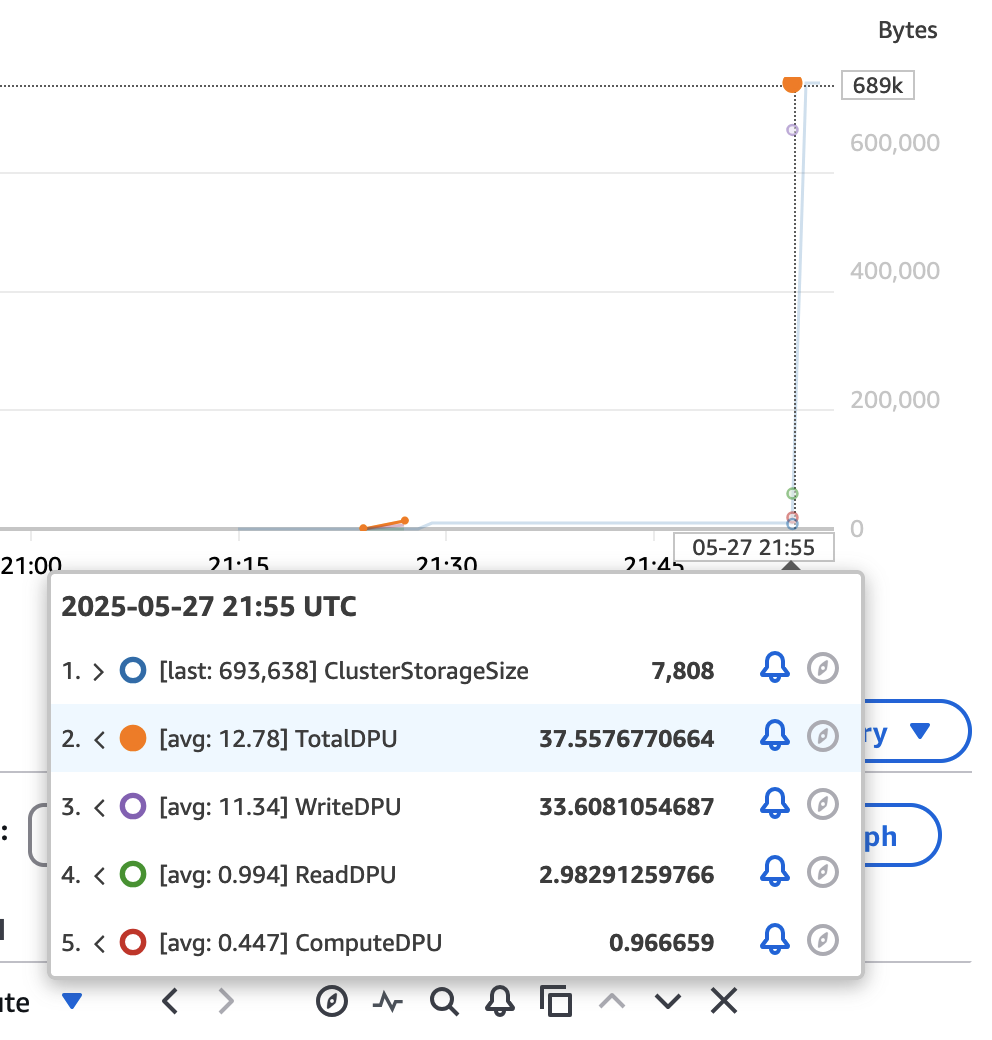 Bytes
689k
600,000
400,000
200,000
0
05-27 21:55
21:00 21:15 21:30 21:45
2025-05-27 21:55 UTC
1. > [last: 693,638] ClusterStorageSize 7,808
2. < [avg: 12.78] TotalDPU 37.5576770664
3. < [avg: 11.34] WriteDPU 33.6081054687
4. < [avg: 0.994] ReadDPU 2.98291259766
5. < [avg: 0.447] ComputeDPU 0.966659
ry
:
ph
te